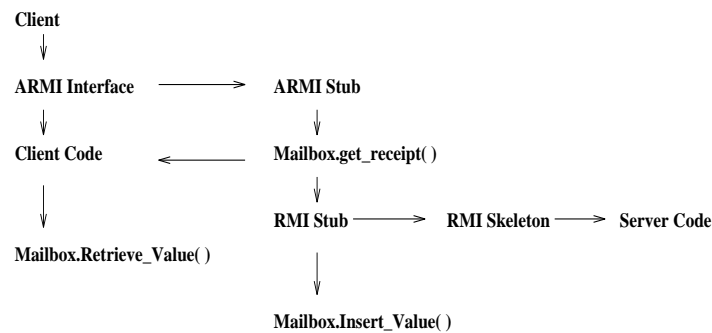 Client
ARMI Interface
ARMI Stub
Client Code
Mailbox.get_receipt( )
RMI Stub
RMI Skeleton
Server Code
Mailbox.Retrieve_Value( )
Mailbox.Insert_Value( )